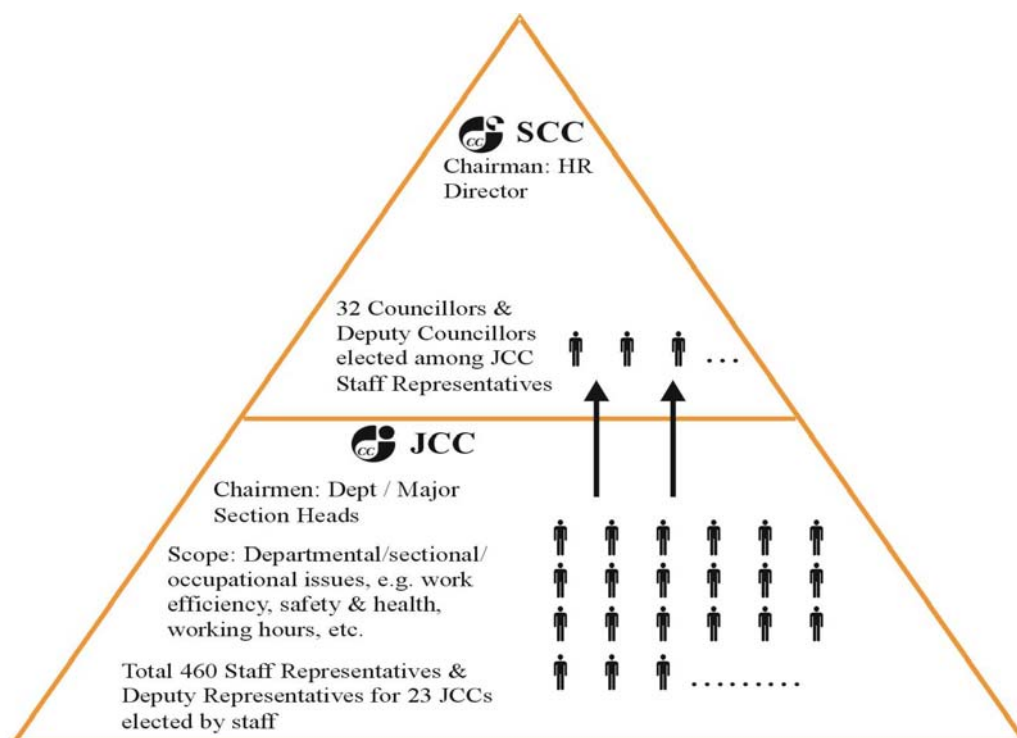 CC SCC
Chairman: HR
Director
32 Councillors &
Deputy Councillors
elected among JCC
Staff Representatives
...
CC JCC
Chairmen: Dept / Major
Section Heads
Scope: Departmental/sectional/
occupational issues, e.g. work
efficiency, safety & health,
working hours, etc.
Total 460 Staff Representatives &
Deputy Representatives for 23 JCCs
elected by staff
.........